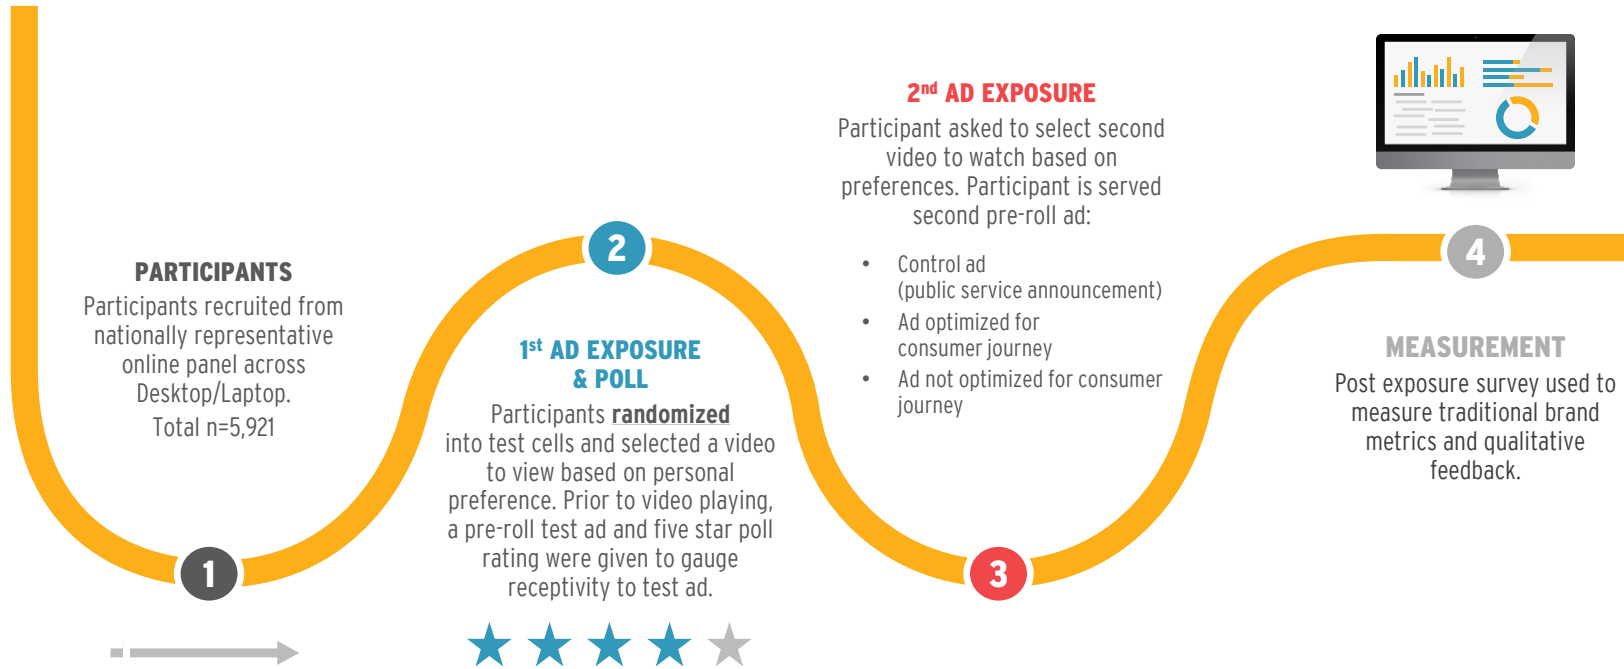 PARTICIPANTS
Participants recruited from
nationally representative
online panel across
Desktop/Laptop.
Total n=5,921
1
2
1st AD EXPOSURE
& POLL
Participants randomized
into test cells and selected a video
to view based on personal
preference. Prior to video playing,
a pre-roll test ad and five star poll
rating were given to gauge
receptivity to test ad.
2nd AD EXPOSURE
Participant asked to select second
video to watch based on
preferences. Participant is served
second pre-roll ad:
• Control ad
(public service announcement)
• Ad optimized for
consumer journey
• Ad not optimized for consumer
journey
3
4
MEASUREMENT
Post exposure survey used to
measure traditional brand
metrics and qualitative
feedback.